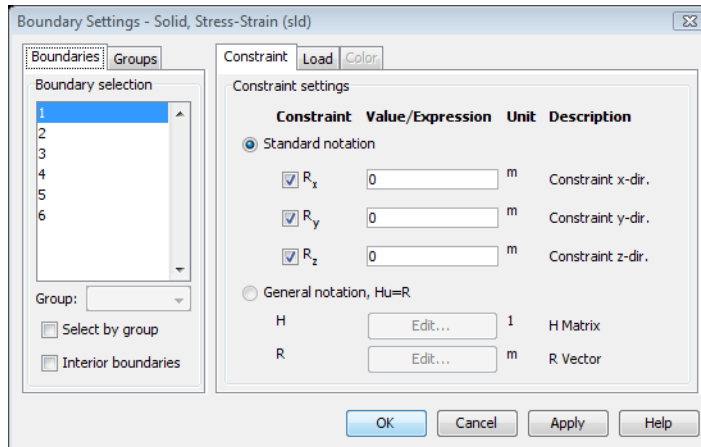 Boundary Settings - Solid, Stress-Strain (sld)
Boundaries Groups
Boundary selection
1
2
3
4
5
6
Group:
Select by group
Interior boundaries
Constraint Load Color
Constraint settings
Constraint Value/Expression Unit Description
Standard notation
Rx 0 m Constraint x-dir.
Ry 0 m Constraint y-dir.
Rz 0 m Constraint z-dir.
General notation, Hu=R
H Edit... 1 H Matrix
R Edit... m R Vector
OK Cancel Apply Help